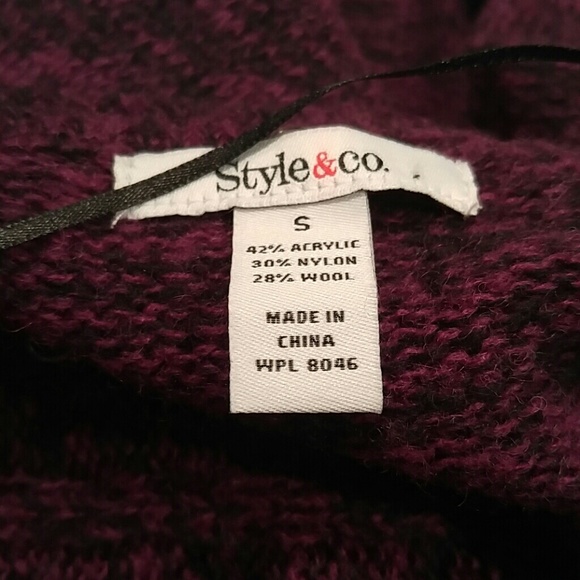 Style&co.
S
42% ACRYLIC
30% NYLON
28% WOOL
MADE IN
CHINA
WPL 8046